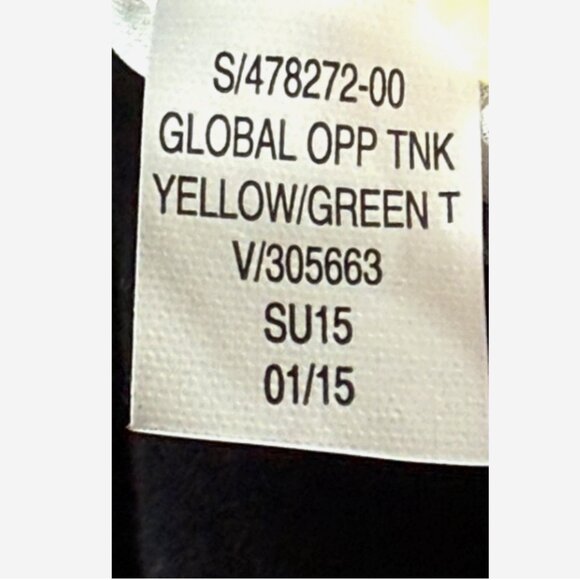 S/478272-00
GLOBAL OPP TNK
YELLOW/GREEN T
V/305663
SU15
01/15